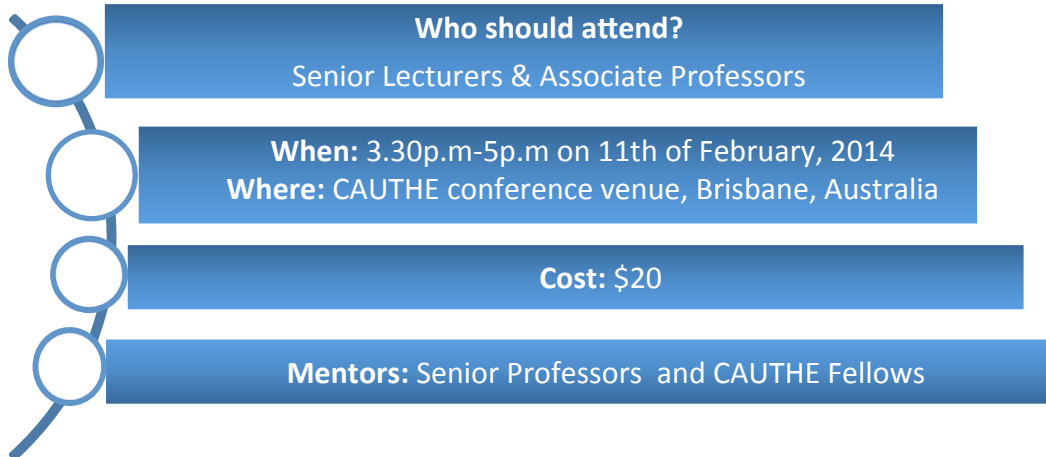 Who should attend?
Senior Lecturers & Associate Professors
When: 3.30p.m-5p.m on 11th of February, 2014
Where: CAUTHE conference venue, Brisbane, Australia
Cost: $20
Mentors: Senior Professors and CAUTHE Fellows